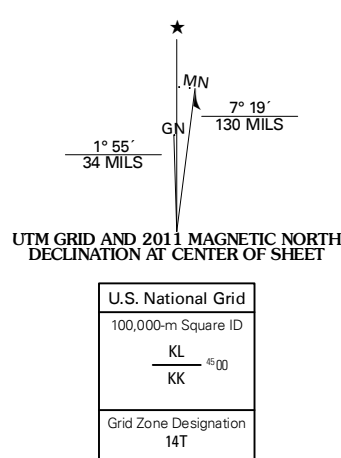 ★
MN
7° 19´
130 MILS
GN
1° 55´
34 MILS
UTM GRID AND 2011 MAGNETIC NORTH
DECLINATION AT CENTER OF SHEET
U.S. National Grid
100,000-m Square ID
KL
4500
KK
Grid Zone Designation
14T